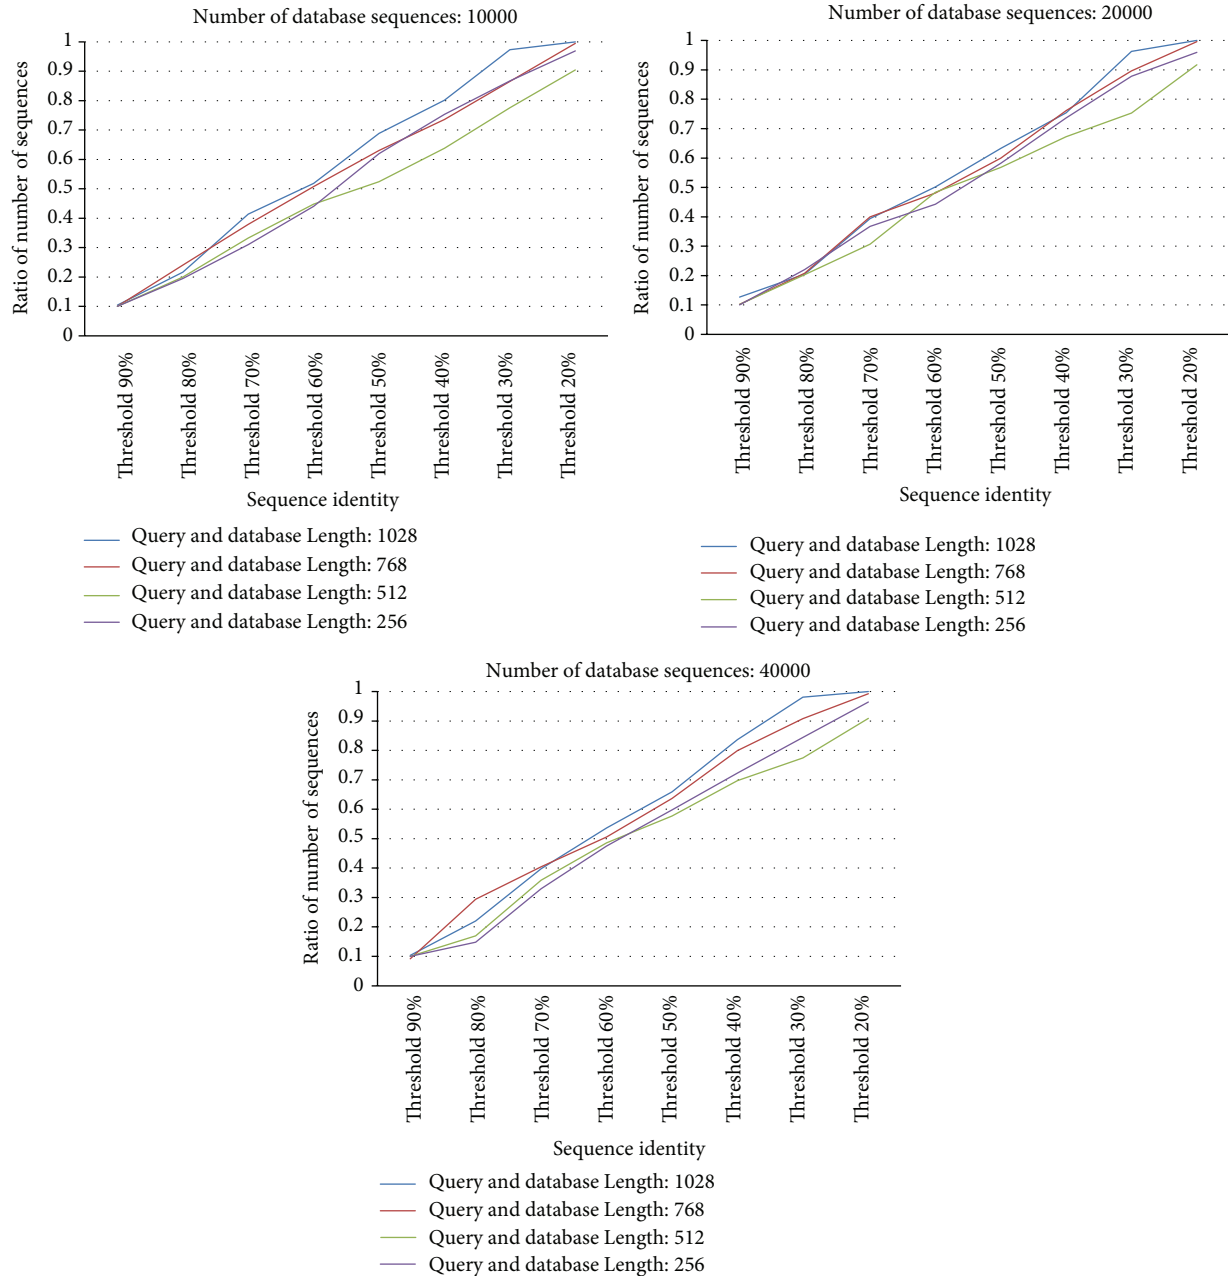 Number of database sequences: 10000
Ratio of number of sequences
1
0.9
0.8
0.7
0.6
0.5
0.4
0.3
0.2
0.1
0
Threshold 90%
Threshold 80%
Threshold 70%
Threshold 60%
Threshold 50%
Threshold 40%
Threshold 30%
Threshold 20%
Sequence identity
Query and database Length: 1028
Query and database Length: 768
Query and database Length: 512
Query and database Length: 256
Number of database sequences: 20000
Ratio of number of sequences
1
0.9
0.8
0.7
0.6
0.5
0.4
0.3
0.2
0.1
0
Threshold 90%
Threshold 80%
Threshold 70%
Threshold 60%
Threshold 50%
Threshold 40%
Threshold 30%
Threshold 20%
Sequence identity
Query and database Length: 1028
Query and database Length: 768
Query and database Length: 512
Query and database Length: 256
Number of database sequences: 40000
Ratio of number of sequences
1
0.9
0.8
0.7
0.6
0.5
0.4
0.3
0.2
0.1
0
Threshold 90%
Threshold 80%
Threshold 70%
Threshold 60%
Threshold 50%
Threshold 40%
Threshold 30%
Threshold 20%
Sequence identity
Query and database Length: 1028
Query and database Length: 768
Query and database Length: 512
Query and database Length: 256